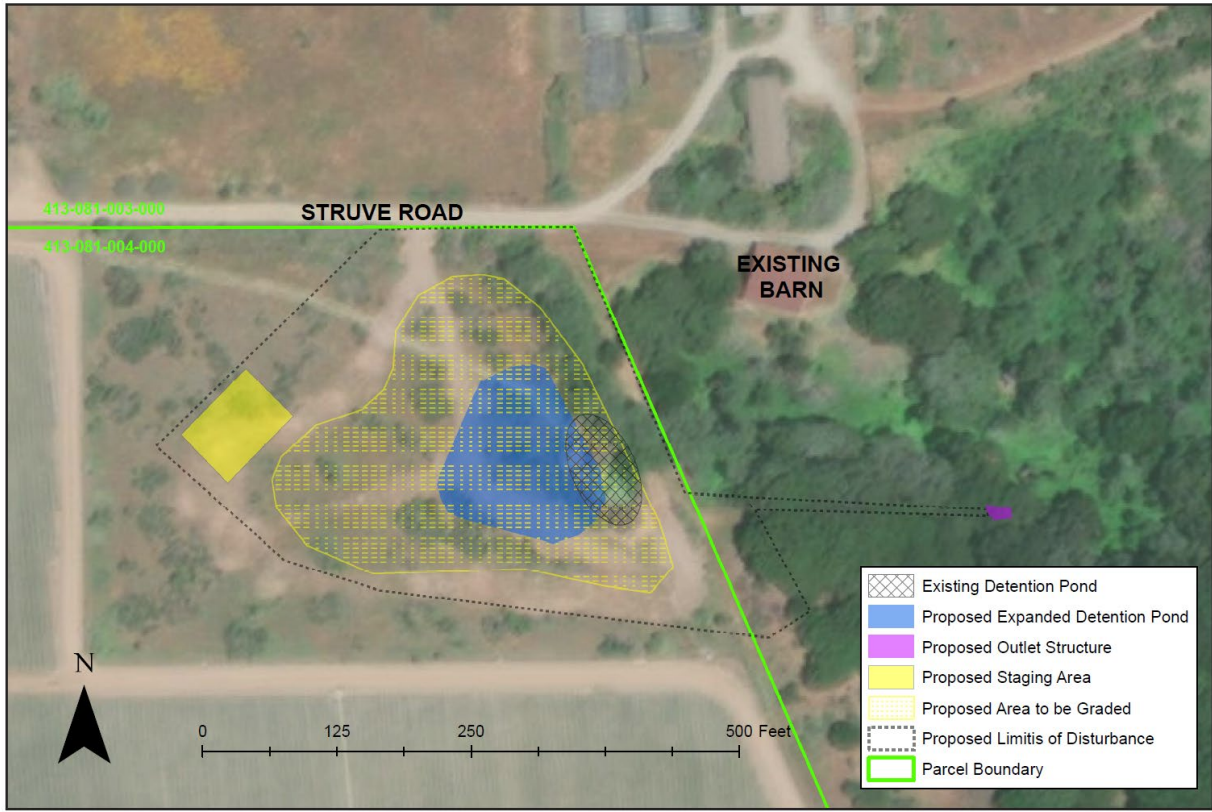 413-081-003-000
STRUVE ROAD
413-081-004-000
EXISTING
BARN
N
0 125 250 500 Feet
Existing Detention Pond
Proposed Expanded Detention Pond
Proposed Outlet Structure
Proposed Staging Area
Proposed Area to be Graded
Proposed Limitis of Disturbance
Parcel Boundary